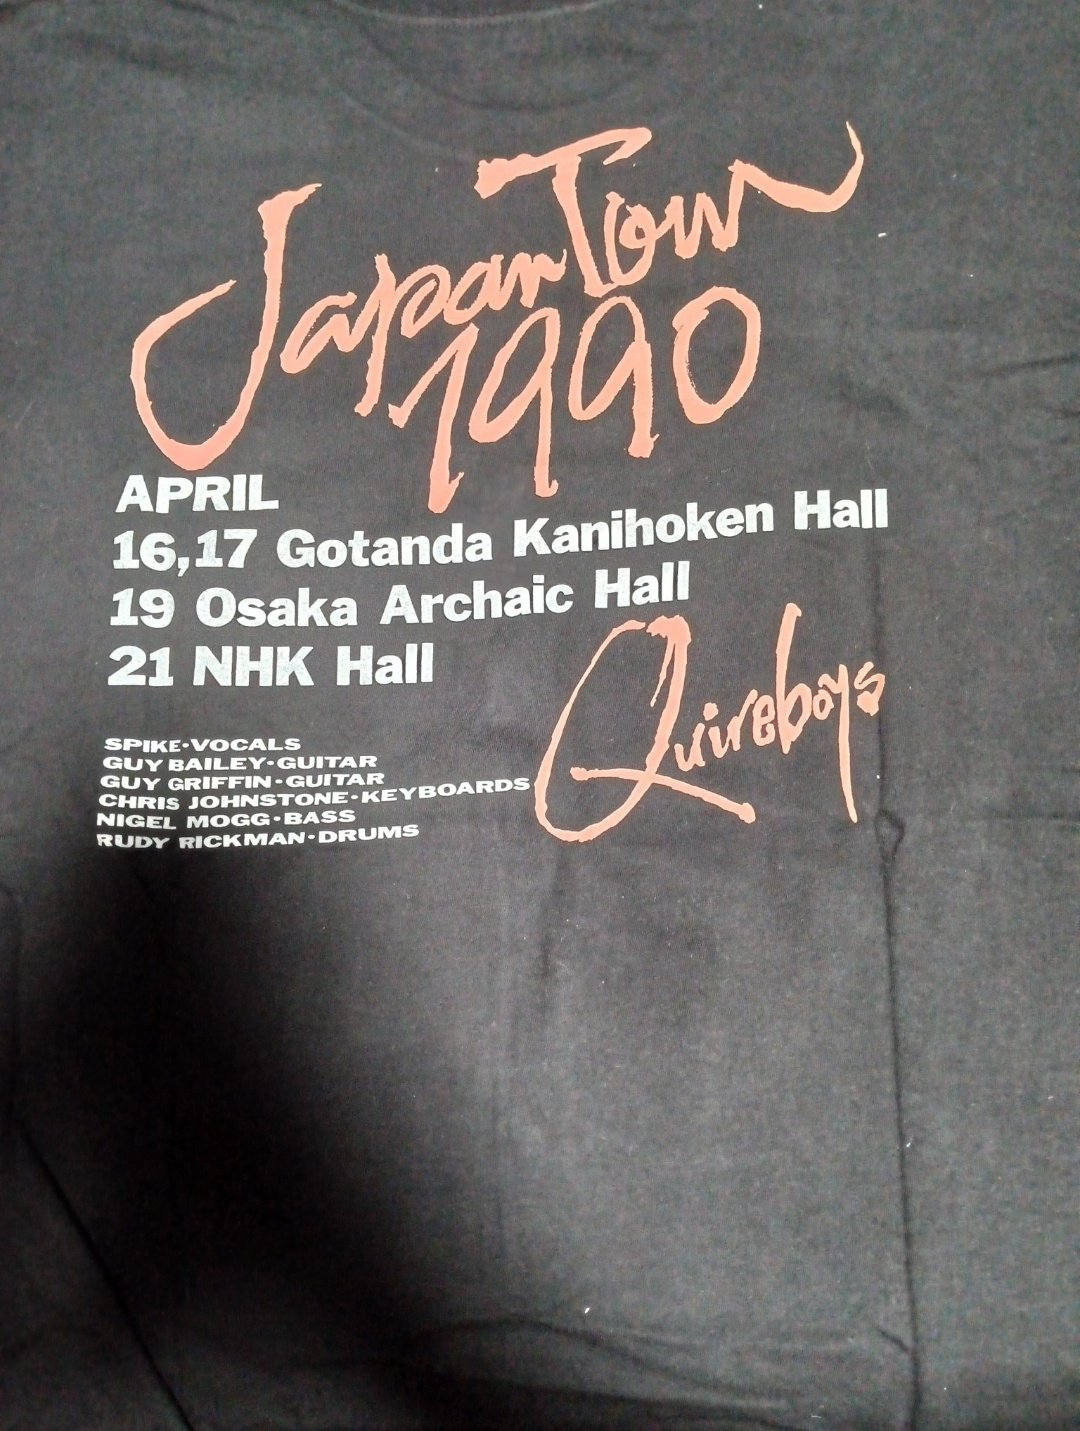 Japan Tour
1990
APRIL
16,17 Gotanda Kanihoken Hall
19 Osaka Archaic Hall
21 NHK Hall
Quireboys
SPIKE·VOCALS
GUY BAILEY·GUITAR
GUY GRIFFIN·GUITAR
CHRIS JOHNSTONE·KEYBOARDS
NIGEL MOGG·BASS
RUDY RICKMAN·DRUMS